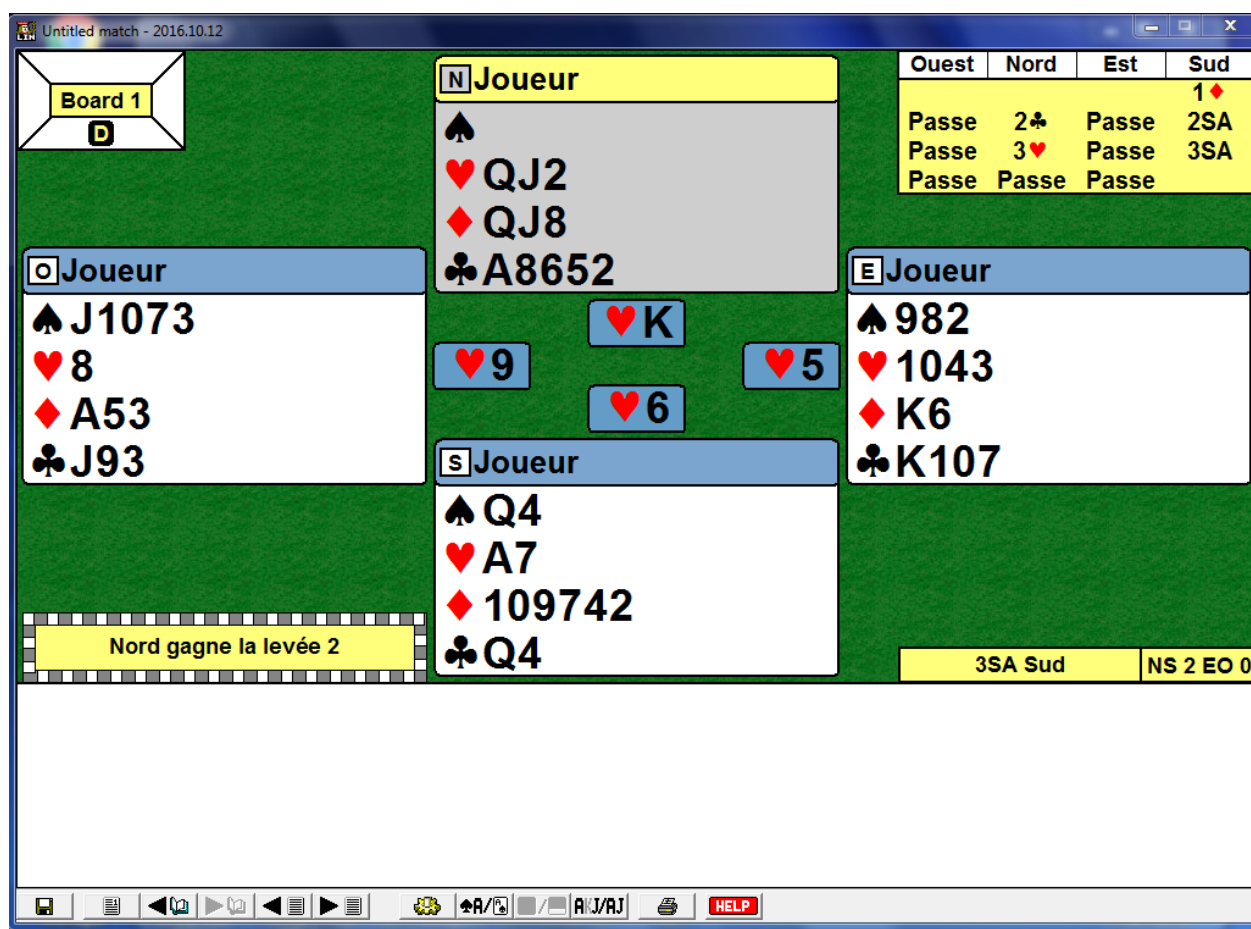 LIN Untitled match - 2016.10.12
Board 1
D
N Joueur
♠
♥ QJ2
♦ QJ8
♣ A8652
Ouest Nord Est Sud
1♦
Passe 2♣ Passe 2SA
Passe 3♥ Passe 3SA
Passe Passe Passe
O Joueur
♠ J1073
♥ 8
♦ A53
♣ J93
♥ K
♥ 9
♥ 5
♥ 6
E Joueur
♠ 982
♥ 1043
♦ K6
♣ K107
S Joueur
♠ Q4
♥ A7
♦ 109742
♣ Q4
Nord gagne la levée 2
3SA Sud
NS 2 EO 0
♠A/ / AKJ/AJ HELP